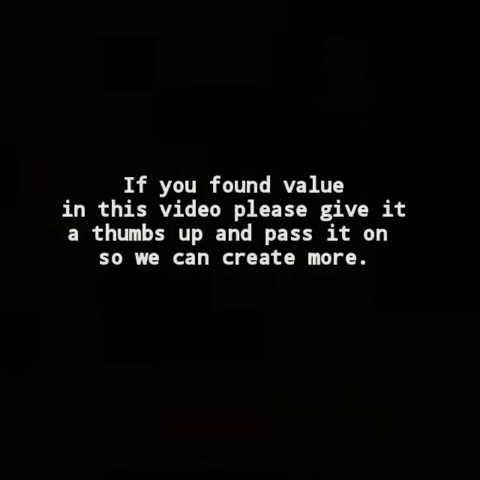 If you found value
in this video please give it
a thumbs up and pass it on
so we can create more.